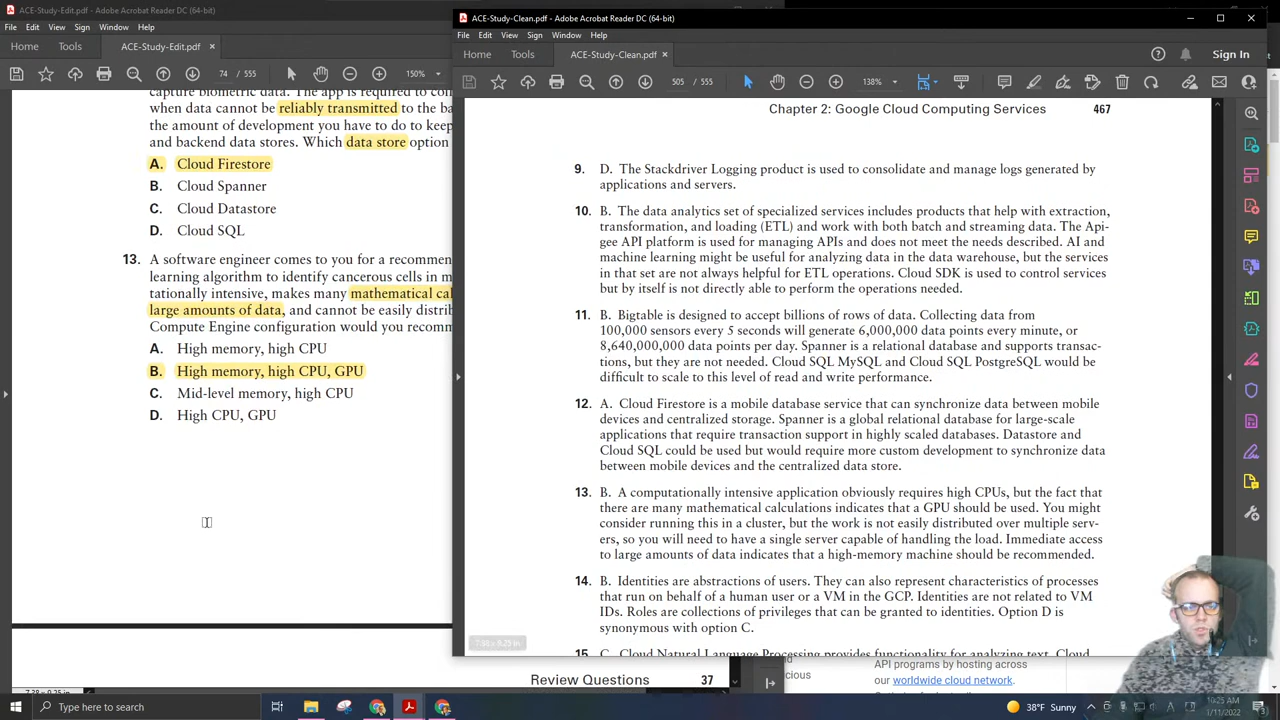 ACE-Study-Edit.pdf - Adobe Acrobat Reader DC (64-bit)
File Edit View Sign Window Help
Home Tools ACE-Study-Edit.pdf ×
74 / 555 150%
capture biometric data. The app is required to
when data cannot be reliably transmitted to the
the amount of development you have to do to keep
and backend data stores. Which data store option
A. Cloud Firestore
B. Cloud Spanner
C. Cloud Datastore
D. Cloud SQL
13. A software engineer comes to you for a
learning algorithm to identify cancerous cells in
tationally intensive, makes many mathematical
large amounts of data, and cannot be easily
Compute Engine configuration would you
A. High memory, high CPU
B. High memory, high CPU, GPU
C. Mid-level memory, high CPU
D. High CPU, GPU
Review Questions 37
ACE-Study-Clean.pdf - Adobe Acrobat Reader DC (64-bit)
File Edit View Sign Window Help
Home Tools ACE-Study-Clean.pdf × Sign In
505 / 555 138%
Chapter 2: Google Cloud Computing Services 467
9. D. The Stackdriver Logging product is used to consolidate and manage logs generated by
applications and servers.
10. B. The data analytics set of specialized services includes products that help with extraction,
transformation, and loading (ETL) and work with both batch and streaming data. The Api-
gee API platform is used for managing APIs and does not meet the needs described. AI and
machine learning might be useful for analyzing data in the data warehouse, but the services
in that set are not always helpful for ETL operations. Cloud SDK is used to control services
but by itself is not directly able to perform the operations needed.
11. B. Bigtable is designed to accept billions of rows of data. Collecting data from
100,000 sensors every 5 seconds will generate 6,000,000 data points every minute, or
8,640,000,000 data points per day. Spanner is a relational database and supports transac-
tions, but they are not needed. Cloud SQL MySQL and Cloud SQL PostgreSQL would be
difficult to scale to this level of read and write performance.
12. A. Cloud Firestore is a mobile database service that can synchronize data between mobile
devices and centralized storage. Spanner is a global relational database for large-scale
applications that require transaction support in highly scaled databases. Datastore and
Cloud SQL could be used but would require more custom development to synchronize data
between mobile devices and the centralized data store.
13. B. A computationally intensive application obviously requires high CPUs, but the fact that
there are many mathematical calculations indicates that a GPU should be used. You might
consider running this in a cluster, but the work is not easily distributed over multiple serv-
ers, so you will need to have a single server capable of handling the load. Immediate access
to large amounts of data indicates that a high-memory machine should be recommended.
14. B. Identities are abstractions of users. They can also represent characteristics of processes
that run on behalf of a human user or a VM in the GCP. Identities are not related to VM
IDs. Roles are collections of privileges that can be granted to identities. Option D is
synonymous with option C.
15. C. Cloud Natural Language Processing provides functionality for analyzing text. Cloud
API programs by hosting across
our worldwide cloud network.
Type here to search
38°F Sunny
10:25 AM
1/11/2022